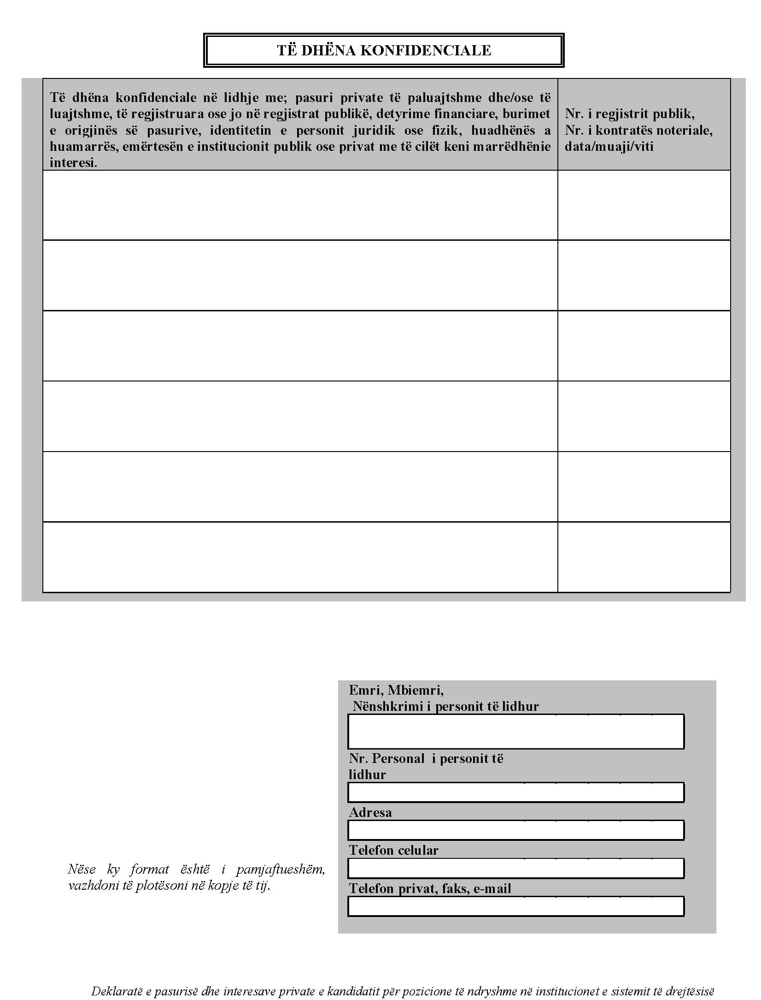 TË DHËNA KONFIDENCIALE
Të dhëna konfidenciale në lidhje me; pasuri private të paluajtshme dhe/ose të
luajtshme, të regjistruara ose jo në regjistrat publikë, detyrime financiare, burimet
e origjinës së pasurive, identitetin e personit juridik ose fizik, huadhënës a
huamarrës, emërtesën e institucionit publik ose privat me të cilët keni marrëdhënie
interesi.
Nr. i regjistrit publik,
Nr. i kontratës noteriale,
data/muaji/viti
Emri, Mbiemri,
Nënshkrimi i personit të lidhur
Nr. Personal i personit të
lidhur
Adresa
Telefon celular
Telefon privat, faks, e-mail
Nëse ky format është i pamjaftueshëm,
vazhdoni të plotësoni në kopje të tij.
Deklaratë e pasurisë dhe interesave private e kandidatit për pozicione të ndryshme në institucionet e sistemit të drejtësisë